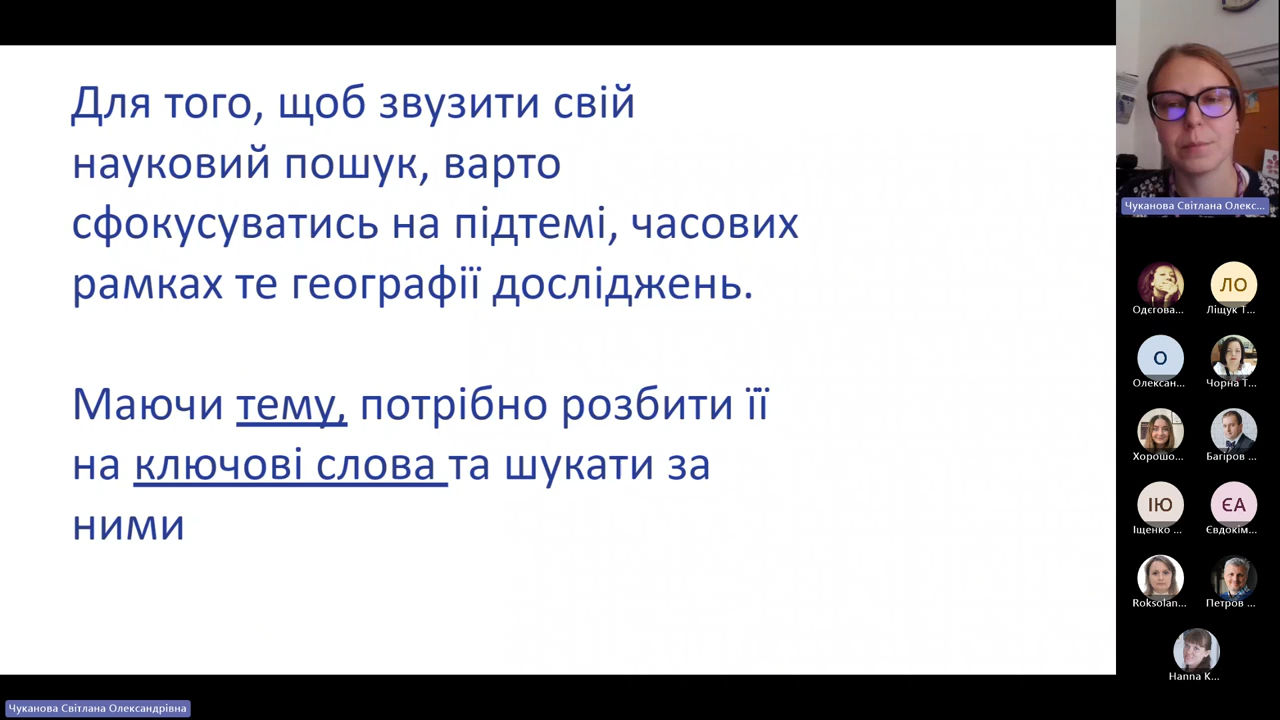 Для того, щоб звузити свій
науковий пошук, варто
сфокусуватись на підтемі, часових
рамках те географії досліджень.
Маючи тему, потрібно розбити її
на ключові слова та шукати за
ними
Чуканова Світлана Олекс...
Одєгова...
ЛО
Ліщук Т...
О
Олексан...
Чорна Т...
Хорошо...
Багіров ...
ІЮ
Іщенко ...
ЄА
Євдокім...
Roksolan...
Петров ...
Hanna K...
Чуканова Світлана Олександрівна